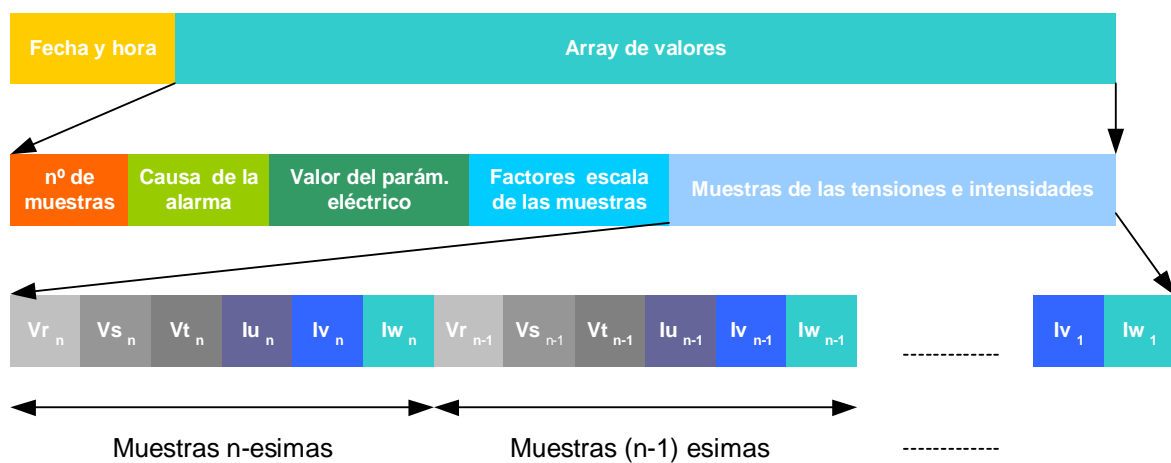 Fecha y hora
Array de valores
nº de
muestras
Causa de la
alarma
Valor del parám.
eléctrico
Factores escala
de las muestras
Muestras de las tensiones e intensidades
Vr n
Vs n
Vt n
Iu n
Iv n
Iw n
Vr n-1
Vs n-1
Vt n-1
Iu n-1
Iv n-1
Iw n-1
Iv 1
Iw 1
Muestras n-esimas
Muestras (n-1) esimas